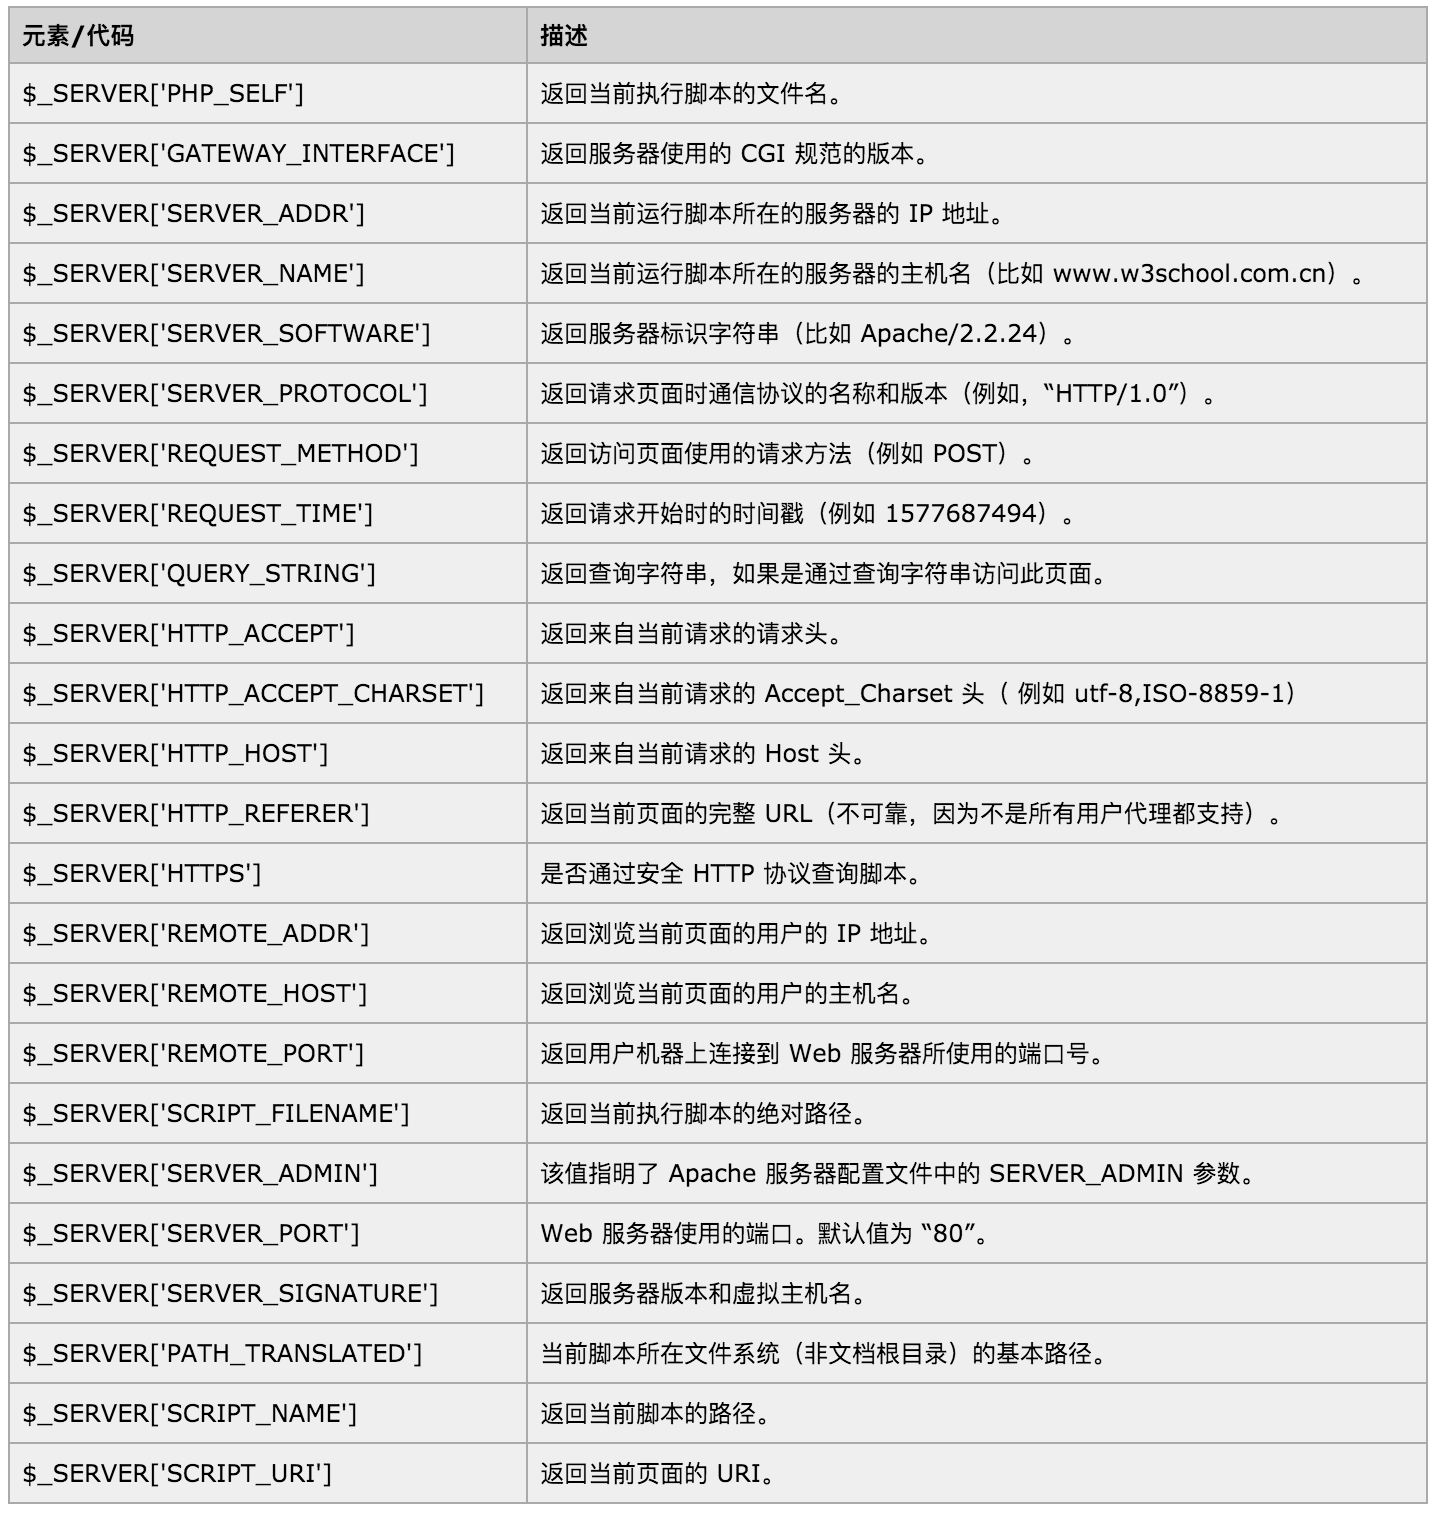 元素/代码 描述
$_SERVER['PHP_SELF'] 返回当前执行脚本的文件名。
$_SERVER['GATEWAY_INTERFACE'] 返回服务器使用的 CGI 规范的版本。
$_SERVER['SERVER_ADDR'] 返回当前运行脚本所在的服务器的 IP 地址。
$_SERVER['SERVER_NAME'] 返回当前运行脚本所在的服务器的主机名（比如 www.w3school.com.cn）。
$_SERVER['SERVER_SOFTWARE'] 返回服务器标识字符串（比如 Apache/2.2.24）。
$_SERVER['SERVER_PROTOCOL'] 返回请求页面时通信协议的名称和版本（例如，“HTTP/1.0”）。
$_SERVER['REQUEST_METHOD'] 返回访问页面使用的请求方法（例如 POST）。
$_SERVER['REQUEST_TIME'] 返回请求开始时的时间戳（例如 1577687494）。
$_SERVER['QUERY_STRING'] 返回查询字符串，如果是通过查询字符串访问此页面。
$_SERVER['HTTP_ACCEPT'] 返回来自当前请求的请求头。
$_SERVER['HTTP_ACCEPT_CHARSET'] 返回来自当前请求的 Accept_Charset 头（ 例如 utf-8,ISO-8859-1）
$_SERVER['HTTP_HOST'] 返回来自当前请求的 Host 头。
$_SERVER['HTTP_REFERER'] 返回当前页面的完整 URL（不可靠，因为不是所有用户代理都支持）。
$_SERVER['HTTPS'] 是否通过安全 HTTP 协议查询脚本。
$_SERVER['REMOTE_ADDR'] 返回浏览当前页面的用户的 IP 地址。
$_SERVER['REMOTE_HOST'] 返回浏览当前页面的用户的主机名。
$_SERVER['REMOTE_PORT'] 返回用户机器上连接到 Web 服务器所使用的端口号。
$_SERVER['SCRIPT_FILENAME'] 返回当前执行脚本的绝对路径。
$_SERVER['SERVER_ADMIN'] 该值指明了 Apache 服务器配置文件中的 SERVER_ADMIN 参数。
$_SERVER['SERVER_PORT'] Web 服务器使用的端口。默认值为 “80”。
$_SERVER['SERVER_SIGNATURE'] 返回服务器版本和虚拟主机名。
$_SERVER['PATH_TRANSLATED'] 当前脚本所在文件系统（非文档根目录）的基本路径。
$_SERVER['SCRIPT_NAME'] 返回当前脚本的路径。
$_SERVER['SCRIPT_URI'] 返回当前页面的 URI。